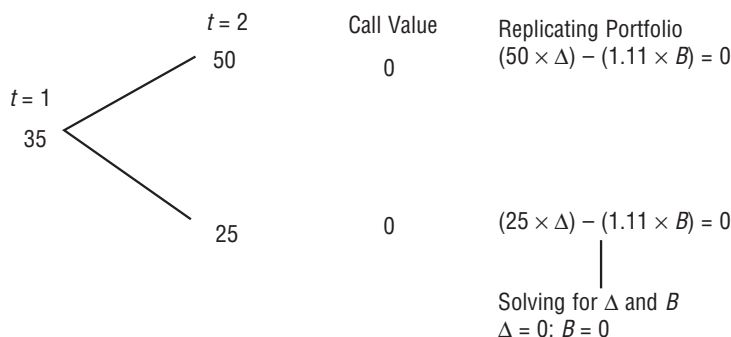 t = 2 Call Value Replicating Portfolio
50 0 (50 × Δ) – (1.11 × B) = 0
t = 1
35
25 0 (25 × Δ) – (1.11 × B) = 0
Solving for Δ and B
Δ = 0; B = 0